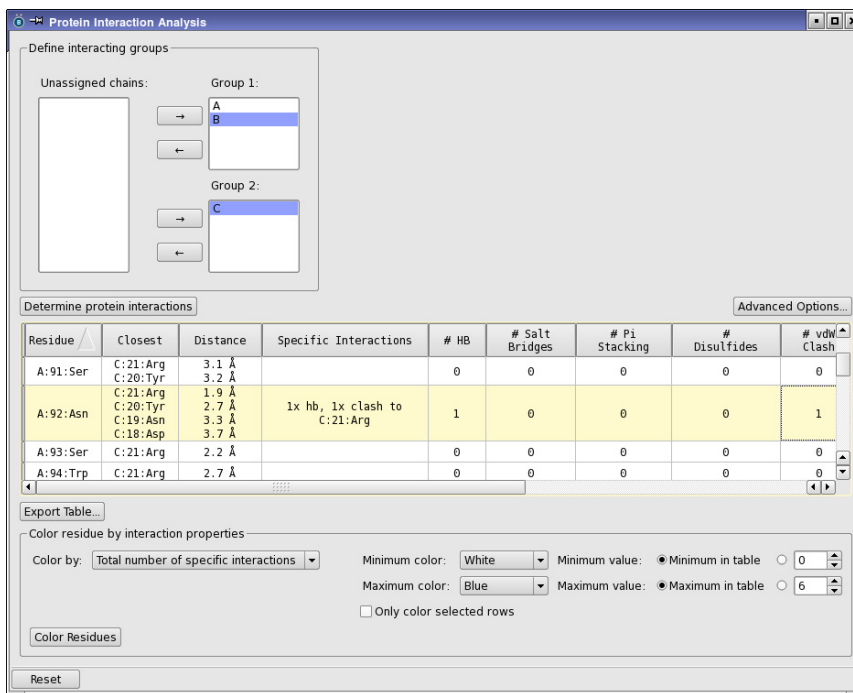 Protein Interaction Analysis
Define interacting groups
Unassigned chains:
Group 1:
A
B
→
←
Group 2:
C
→
←
Determine protein interactions
Advanced Options...
Residue Closest Distance Specific Interactions # HB # Salt Bridges # Pi Stacking # Disulfides # vdW Clash
A:91:Ser C:21:Arg 3.1 Å 0 0 0 0 0
C:20:Tyr 3.2 Å
C:21:Arg 1.9 Å
C:20:Tyr 2.7 Å
A:92:Asn 1x hb, 1x clash to C:21:Arg 1 0 0 0 1
C:19:Asn 3.3 Å
C:18:Asp 3.7 Å
A:93:Ser C:21:Arg 2.2 Å 0 0 0 0 0
A:94:Trp C:21:Arg 2.7 Å 0 0 0 0 0
Export Table...
Color residue by interaction properties
Color by: Total number of specific interactions Minimum color: White Minimum value: Minimum in table 0
Maximum color: Blue Maximum value: Maximum in table 6
Only color selected rows
Color Residues
Reset